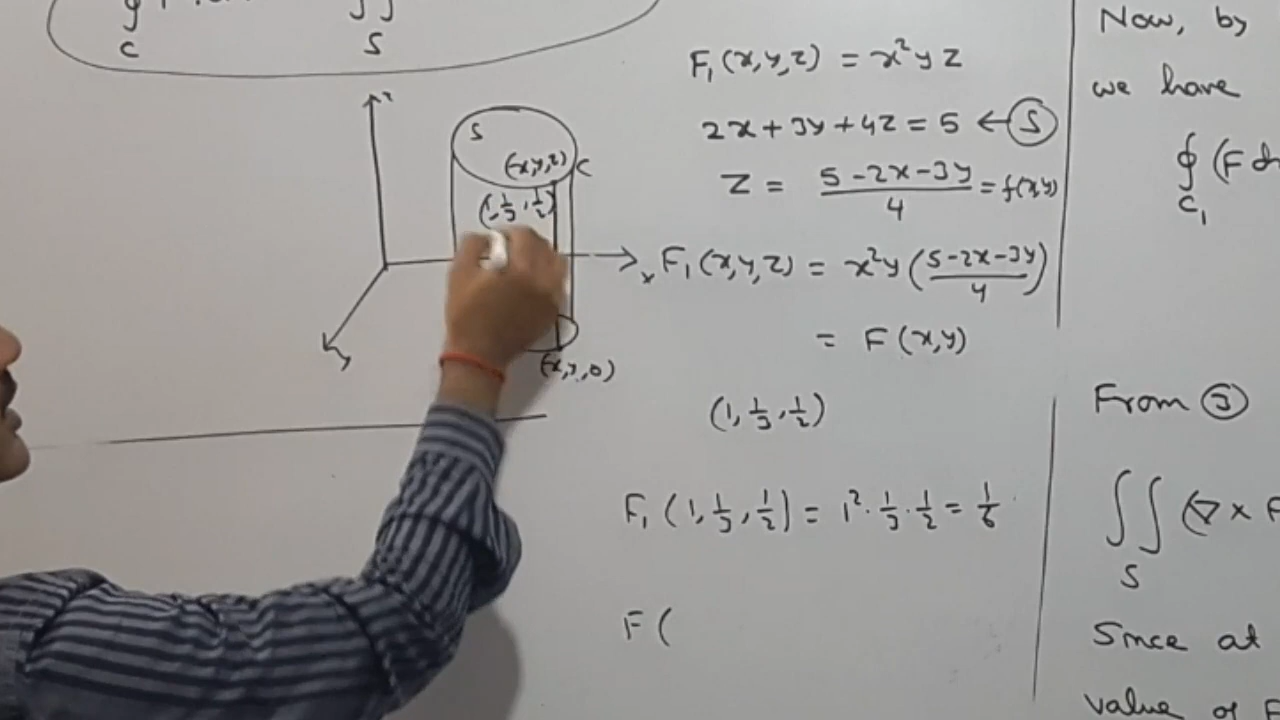 C
S
z
S
(x,y,z)
C
(1,1/3,1/2)
x
y
(x,y,0)
F₁(x,y,z) = x²yz
2x+3y+4z=5 ← S
z = (5-2x-3y)/4 = f(x,y)
F₁(x,y,z) = x²y((5-2x-3y)/4)
= F(x,y)
(1,1/3,1/2)
F₁(1,1/3,1/2) = 1²·1/3·1/2 = 1/6
F(
Now, by
we have
∮ (F dr
C₁
From ③
∬ (∇×F
S
Since at
value of F